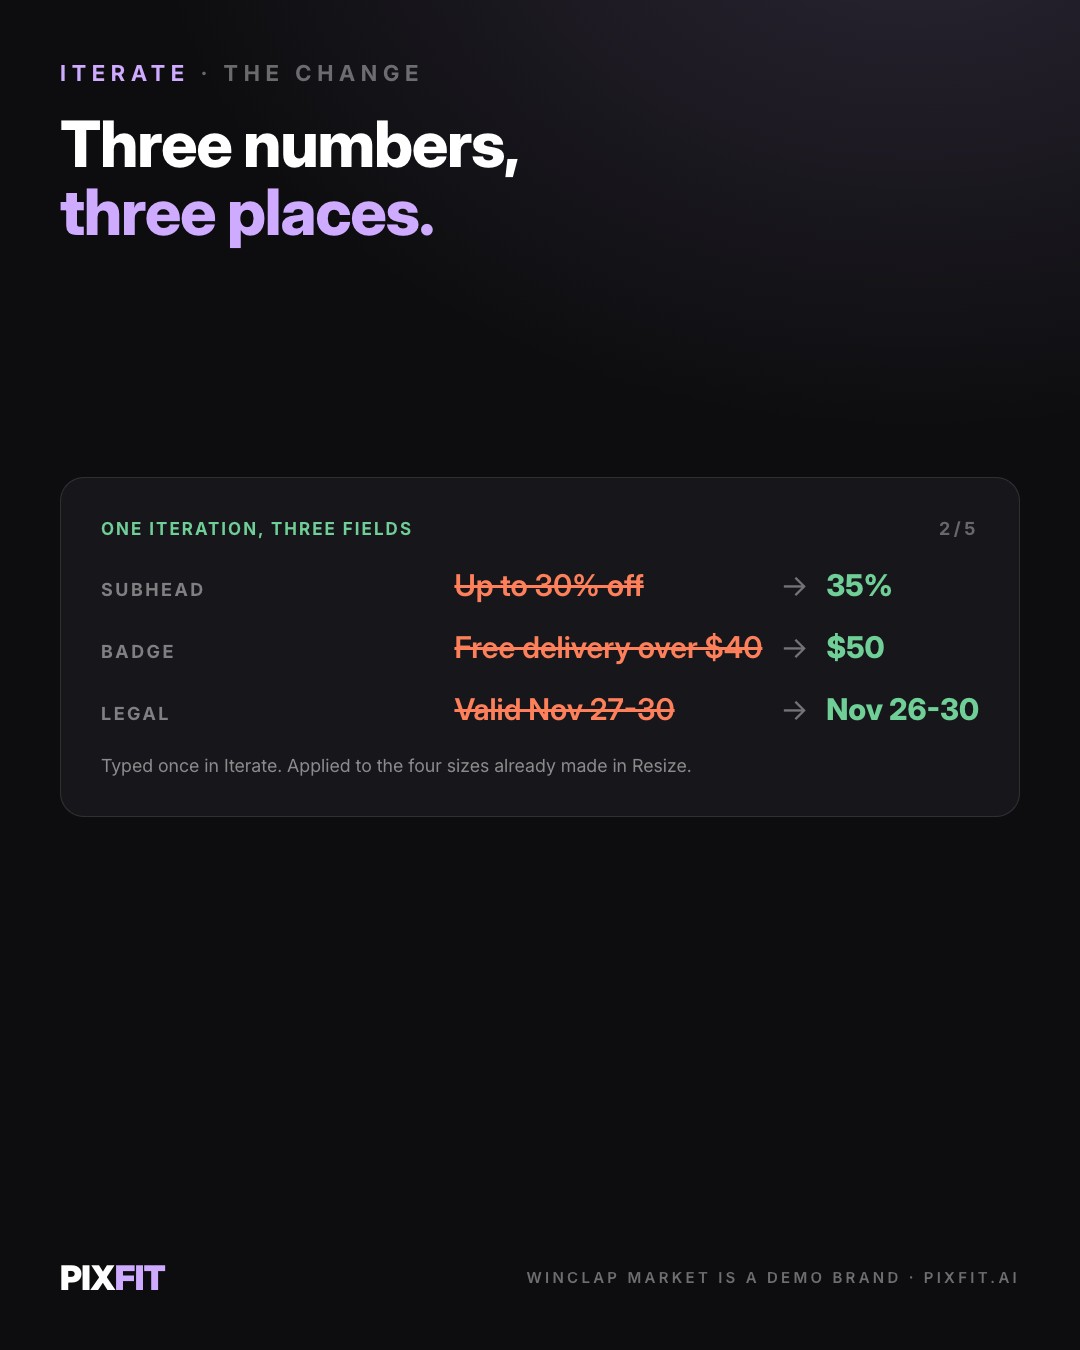 ITERATE · THE CHANGE
Three numbers,
three places.
ONE ITERATION, THREE FIELDS 2/5
SUBHEAD Up to 30% off → 35%
BADGE Free delivery over $40 → $50
LEGAL Valid Nov 27-30 → Nov 26-30
Typed once in Iterate. Applied to the four sizes already made in Resize.
PIXFIT WINCLAP MARKET IS A DEMO BRAND · PIXFIT.AI